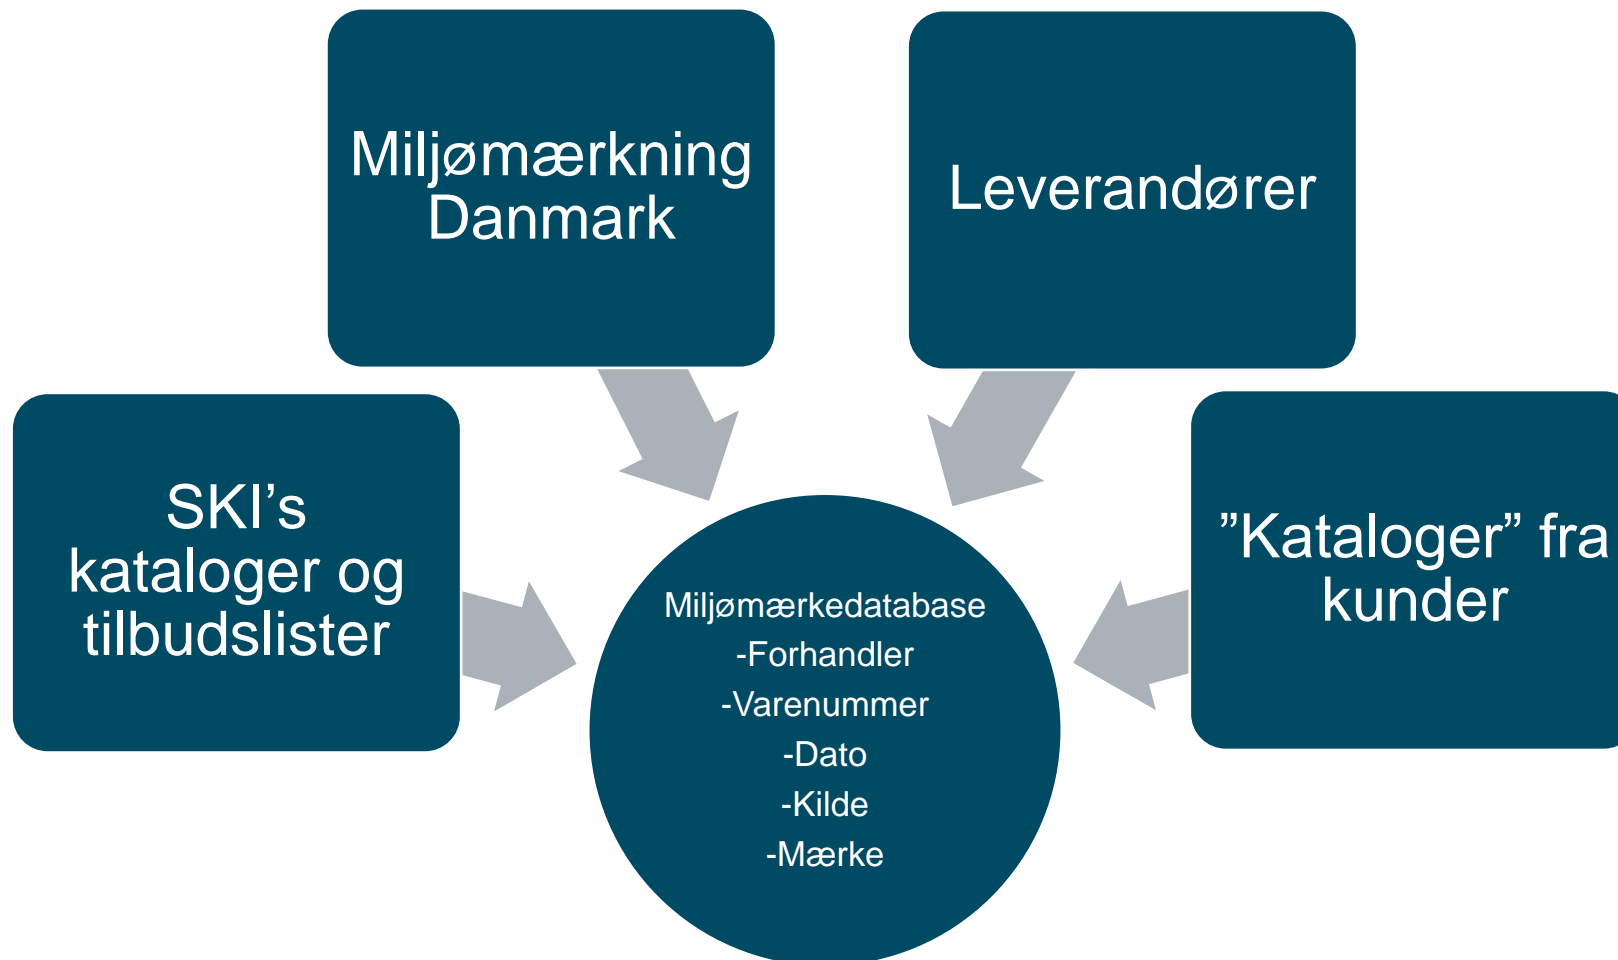 Miljømærkning
Danmark
Leverandører
SKI’s
kataloger og
tilbudslister
”Kataloger” fra
kunder
Miljømærkedatabase
-Forhandler
-Varenummer
-Dato
-Kilde
-Mærke